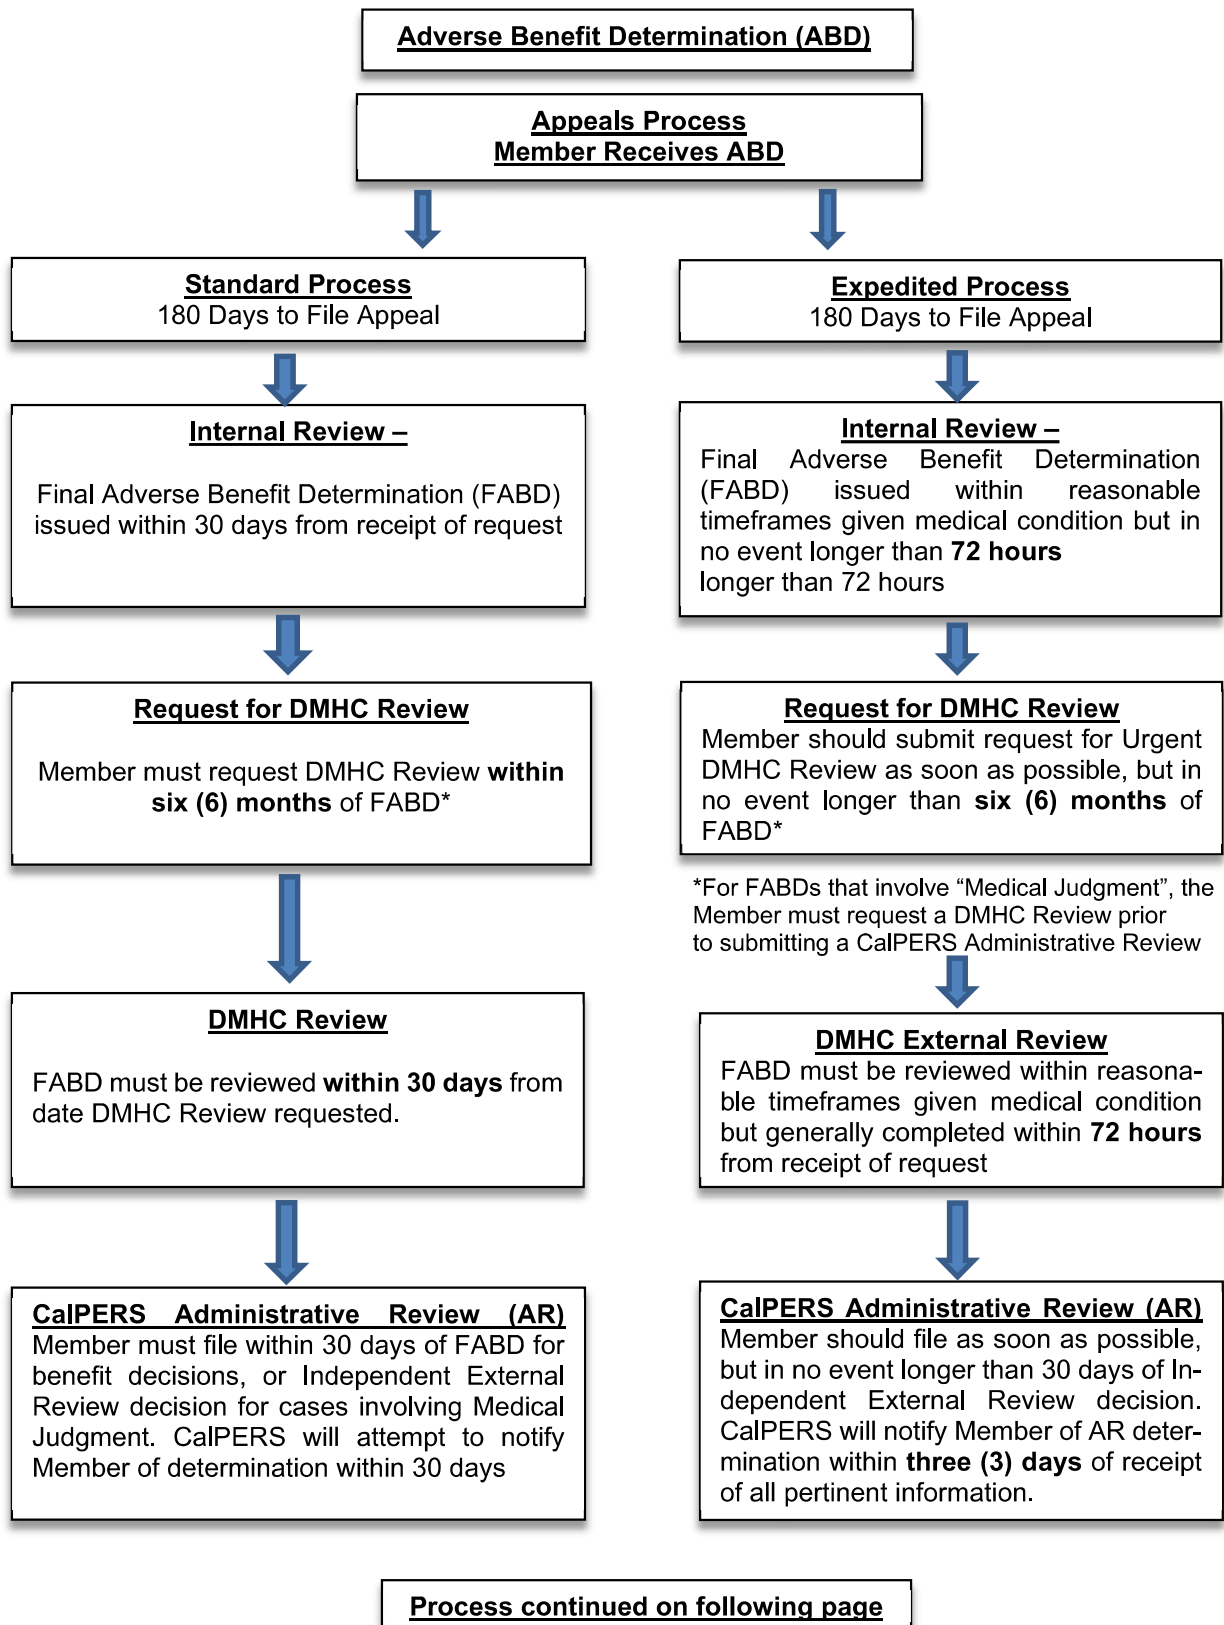 Adverse Benefit Determination (ABD)
Appeals Process
Member Receives ABD
Standard Process
180 Days to File Appeal
Internal Review –
Final Adverse Benefit Determination (FABD)
issued within 30 days from receipt of request
Request for DMHC Review
Member must request DMHC Review within
six (6) months of FABD*
DMHC Review
FABD must be reviewed within 30 days from
date DMHC Review requested.
CalPERS Administrative Review (AR)
Member must file within 30 days of FABD for
benefit decisions, or Independent External
Review decision for cases involving Medical
Judgment. CalPERS will attempt to notify
Member of determination within 30 days
Expedited Process
180 Days to File Appeal
Internal Review –
Final Adverse Benefit Determination
(FABD) issued within reasonable
timeframes given medical condition but in
no event longer than 72 hours
longer than 72 hours
Request for DMHC Review
Member should submit request for Urgent
DMHC Review as soon as possible, but in
no event longer than six (6) months of
FABD*
*For FABDs that involve “Medical Judgment”, the
Member must request a DMHC Review prior
to submitting a CalPERS Administrative Review
DMHC External Review
FABD must be reviewed within reasona-
ble timeframes given medical condition
but generally completed within 72 hours
from receipt of request
CalPERS Administrative Review (AR)
Member should file as soon as possible,
but in no event longer than 30 days of In-
dependent External Review decision.
CalPERS will notify Member of AR deter-
mination within three (3) days of receipt
of all pertinent information.
Process continued on following page